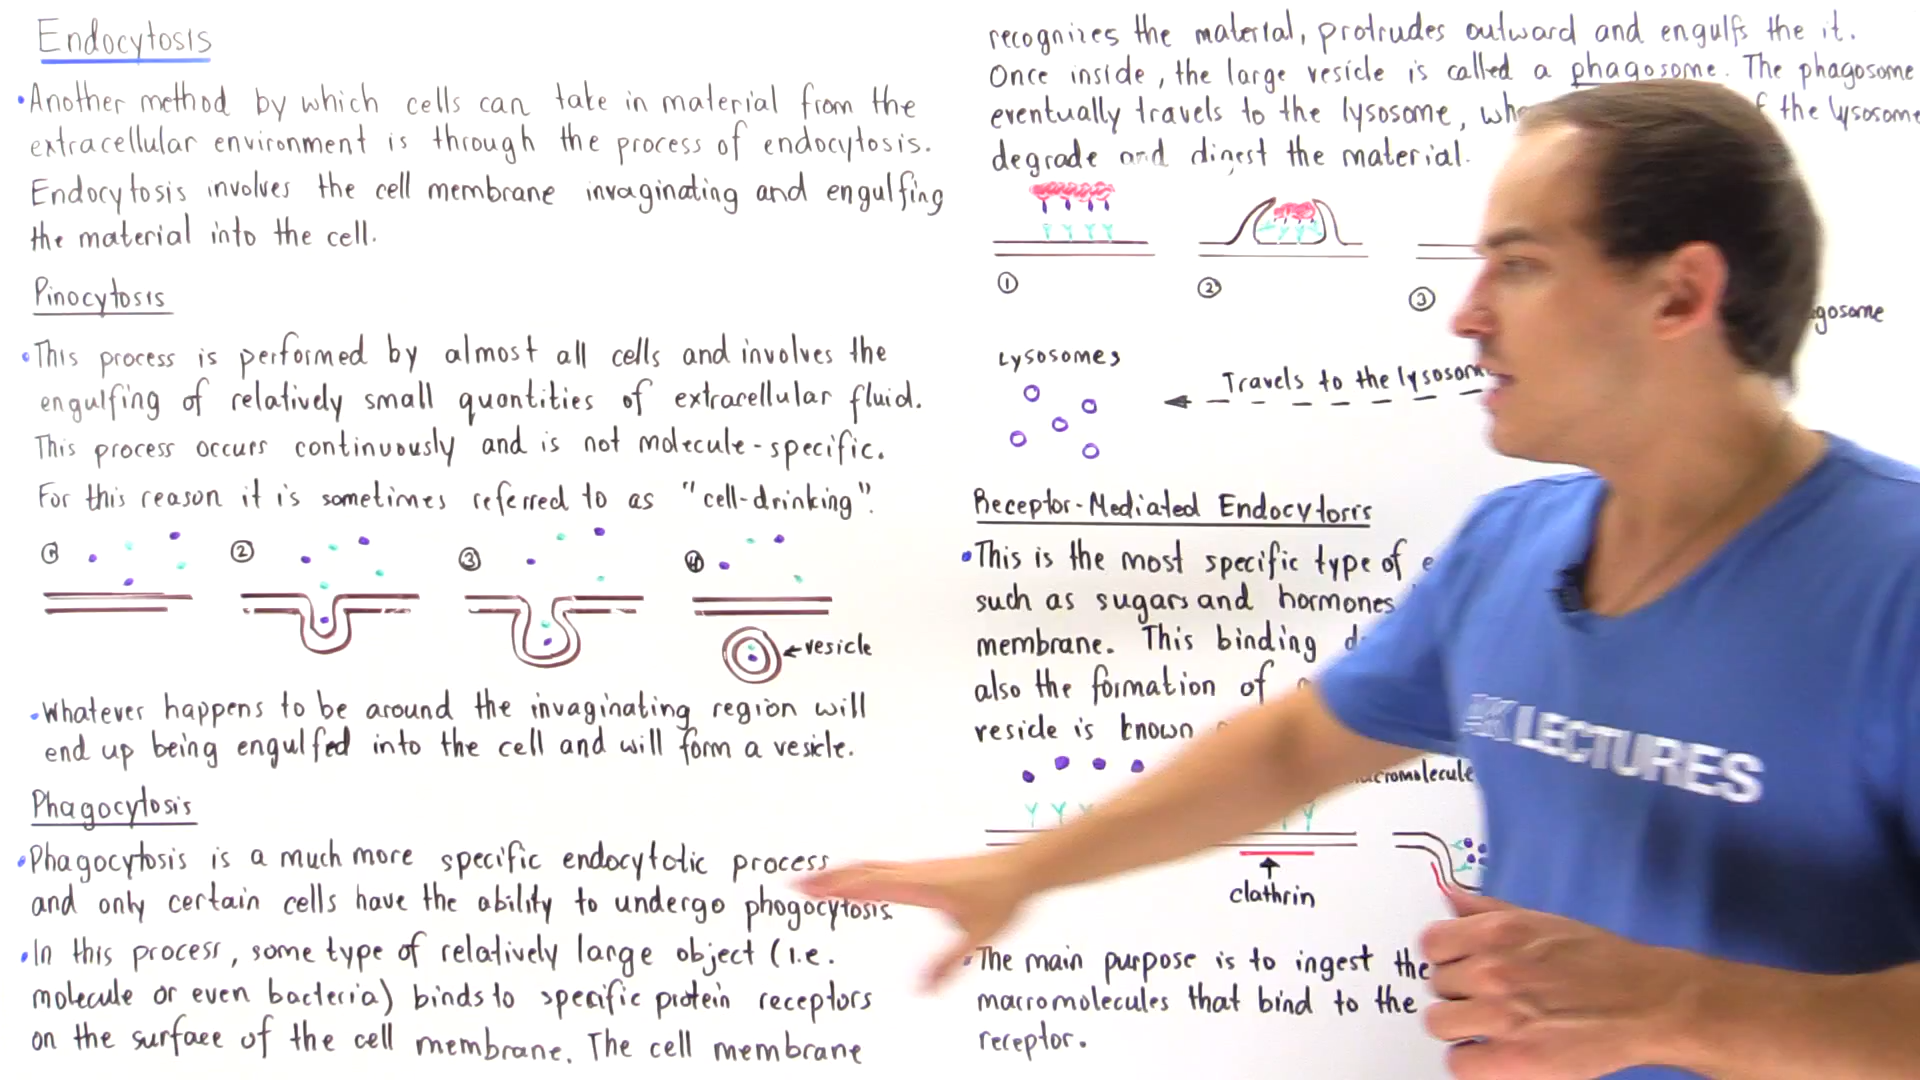 Endocytosis
•Another method by which cells can take in material from the
extracellular environment is through the process of endocytosis.
Endocytosis involves the cell membrane invaginating and engulfing
the material into the cell.
Pinocytosis
•This process is performed by almost all cells and involves the
engulfing of relatively small quantities of extracellular fluid.
This process occurs continuously and is not molecule-specific.
For this reason it is sometimes referred to as "cell-drinking".
① ② ③ ④
←vesicle
•Whatever happens to be around the invaginating region will
end up being engulfed into the cell and will form a vesicle.
Phagocytosis
•Phagocytosis is a much more specific endocytotic process
and only certain cells have the ability to undergo phogocytosis.
•In this process, some type of relatively large object (i.e.
molecule or even bacteria) binds to specific protein receptors
on the surface of the cell membrane. The cell membrane
recognizes the material, protrudes outward and engulfs the it.
Once inside, the large vesicle is called a phagosome. The phagosome
eventually travels to the lysosome, the lysosome
degrade and digest the material.
① ② ③
Lysosomes
Travels to the lysosom
Receptor-Mediated Endocytosis
•This is the most specific type of
such as sugars and hormones
membrane. This binding
also the formation of
vesicle is known
clathrin
•The main purpose is to ingest the
macromolecules that bind to the
receptor.
AK LECTURES